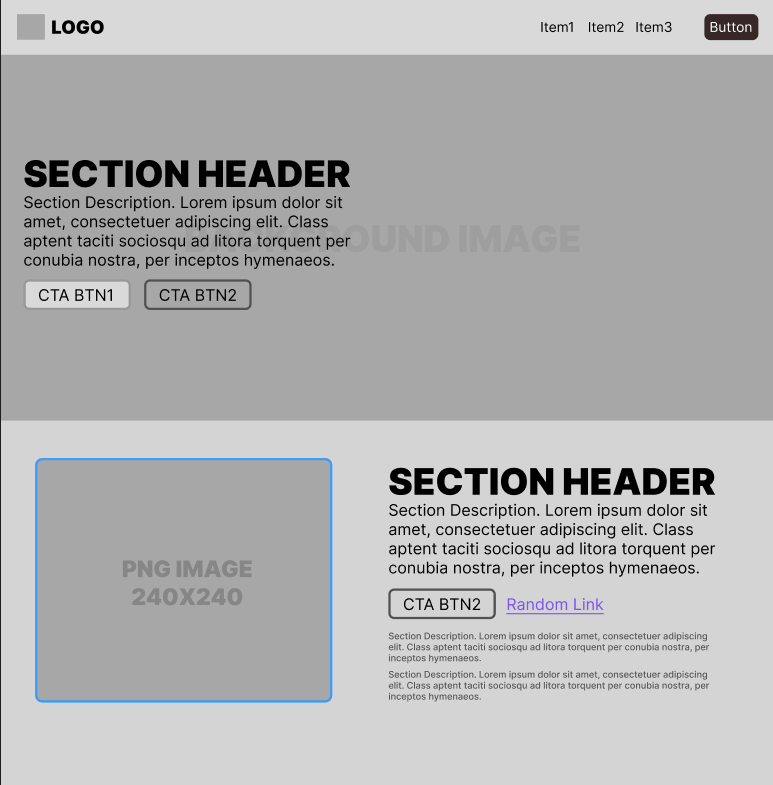 LOGO
Item1 Item2 Item3 Button
SECTION HEADER
Section Description. Lorem ipsum dolor sit
amet, consectetuer adipiscing elit. Class
aptent taciti sociosqu ad litora torquent per
conubia nostra, per inceptos hymenaeos.
BACKGROUND IMAGE
CTA BTN1 CTA BTN2
PNG IMAGE
240X240
SECTION HEADER
Section Description. Lorem ipsum dolor sit
amet, consectetuer adipiscing elit. Class
aptent taciti sociosqu ad litora torquent per
conubia nostra, per inceptos hymenaeos.
CTA BTN2 Random Link
Section Description. Lorem ipsum dolor sit amet, consectetuer adipiscing
elit. Class aptent taciti sociosqu ad litora torquent per conubia nostra, per
inceptos hymenaeos.
Section Description. Lorem ipsum dolor sit amet, consectetuer adipiscing
elit. Class aptent taciti sociosqu ad litora torquent per conubia nostra, per
inceptos hymenaeos.